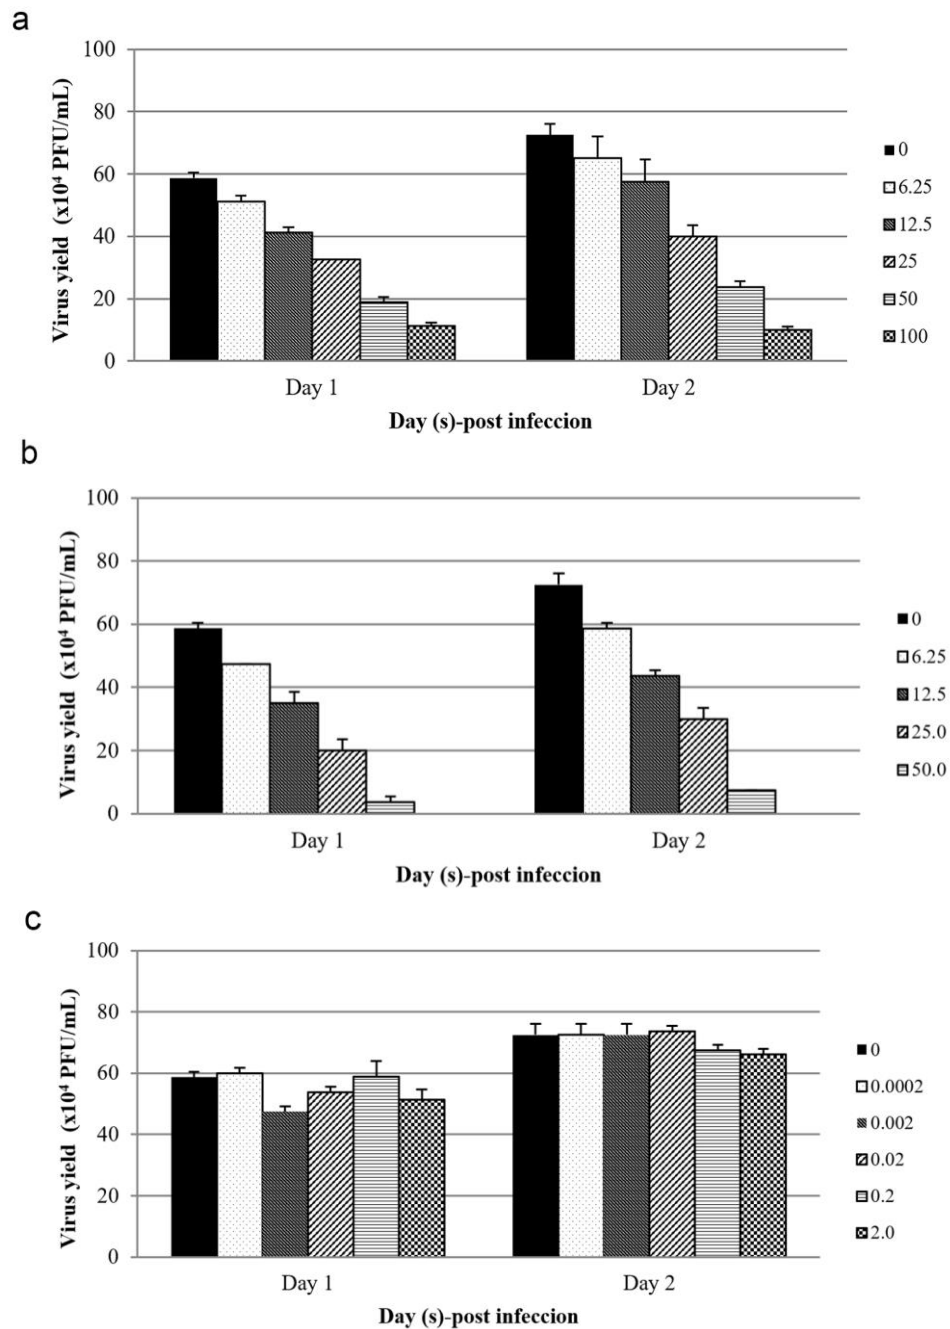 a
100
80
60
40
20
0
Virus yield (x10⁴ PFU/mL)
Day 1
Day 2
Day (s)-post infeccion
0
6.25
12.5
25
50
100
b
100
80
60
40
20
0
Virus yield (x10⁴ PFU/mL)
Day 1
Day 2
Day (s)-post infeccion
0
6.25
12.5
25.0
50.0
c
100
80
60
40
20
0
Virus yield (x10⁴ PFU/mL)
Day 1
Day 2
Day (s)-post infeccion
0
0.0002
0.002
0.02
0.2
2.0